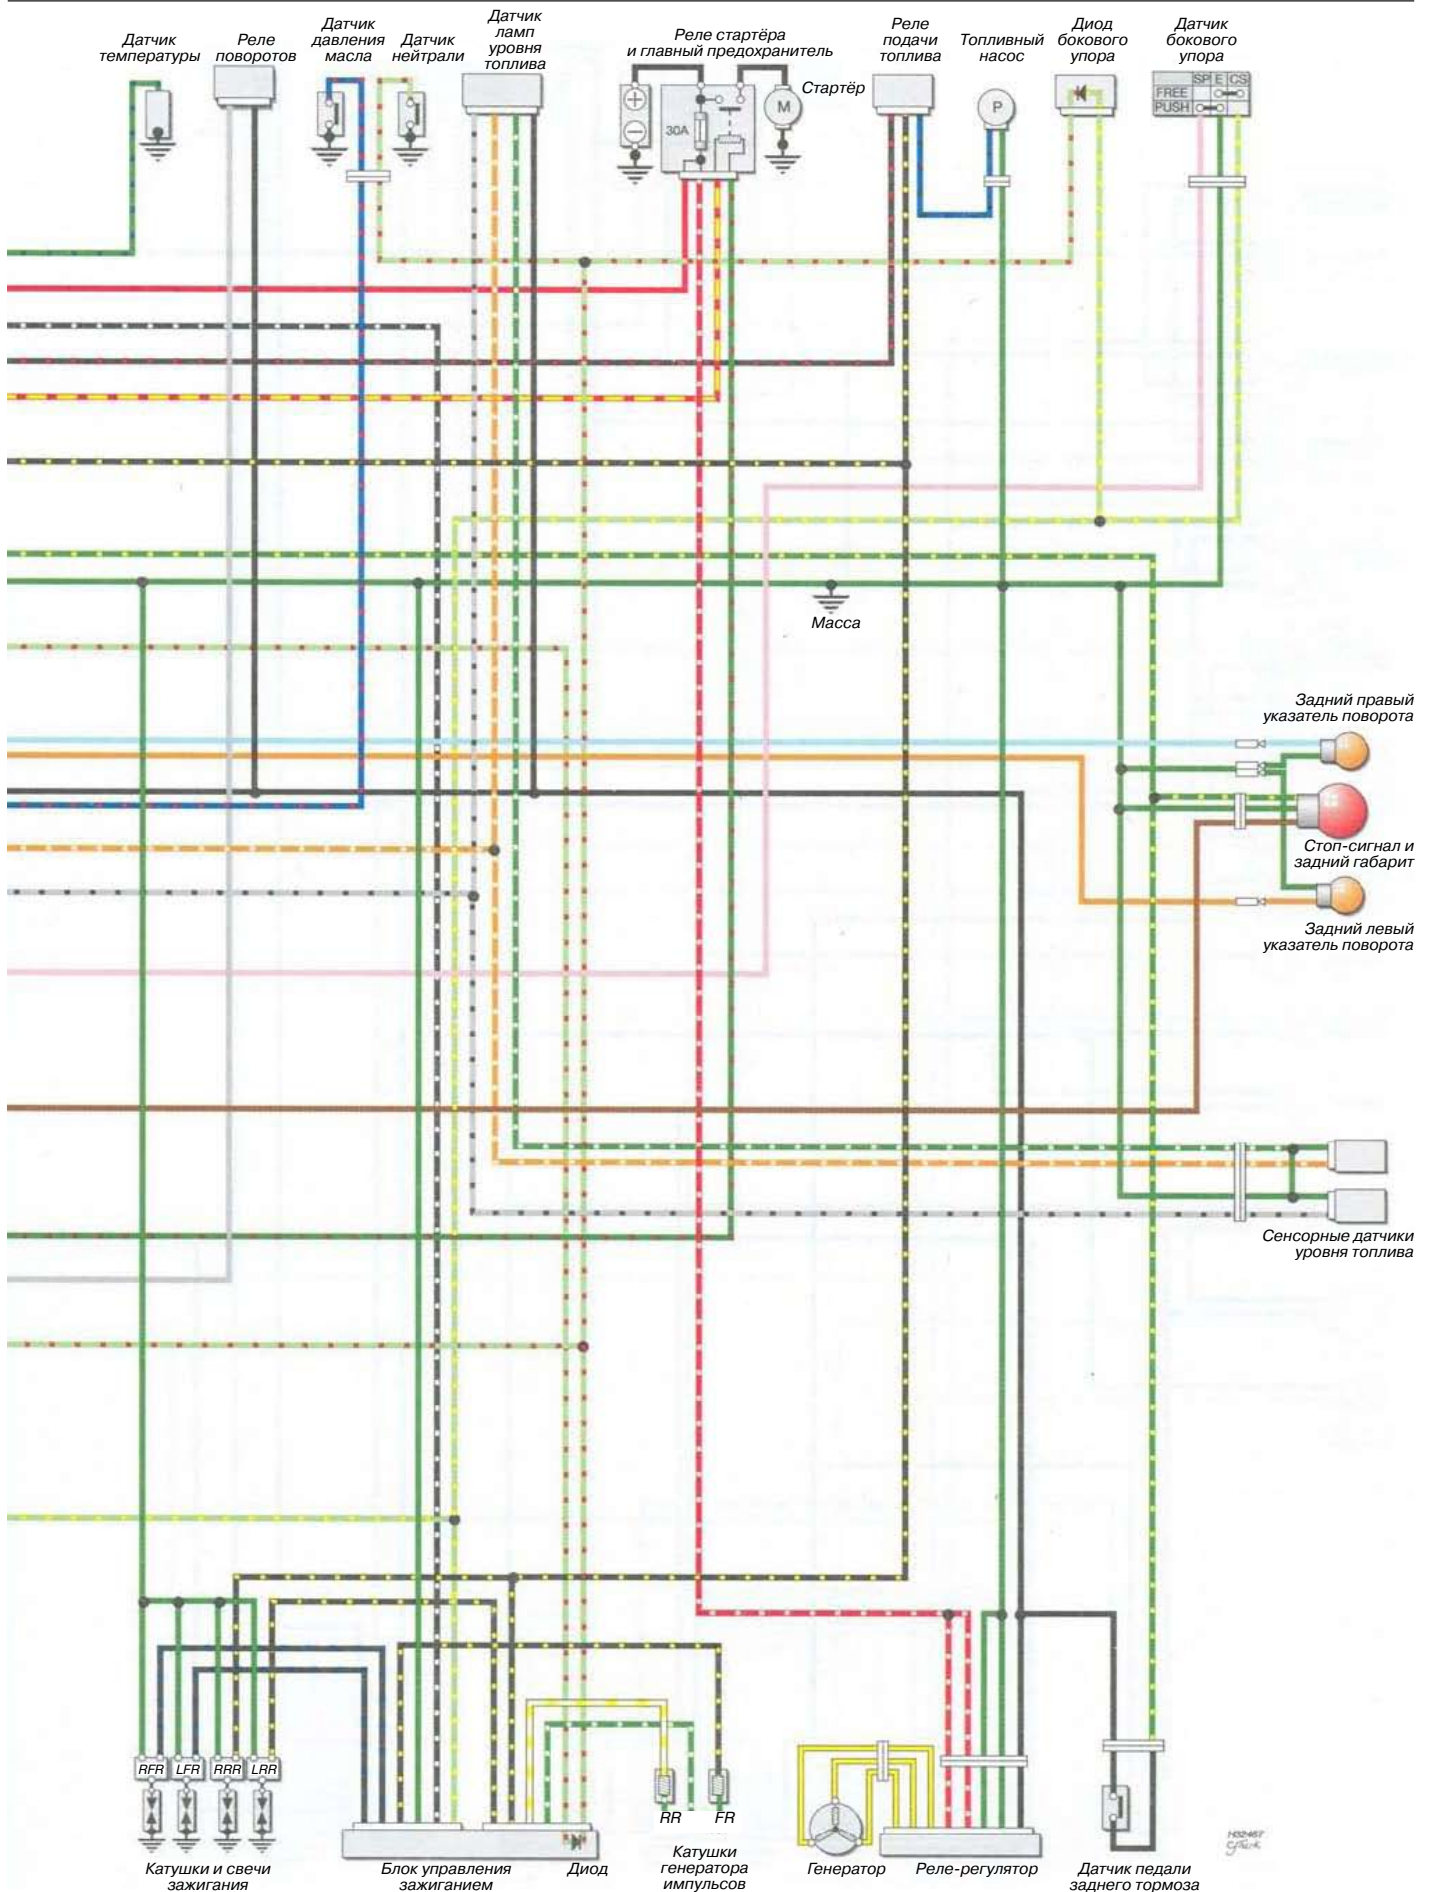 Датчик
температуры
Реле
поворотов
Датчик
давления
масла
Датчик
нейтрали
Датчик
ламп
уровня
топлива
Реле стартёра
и главный предохранитель
Стартёр
Реле
подачи
топлива
Топливный
насос
Диод
бокового
упора
Датчик
бокового
упора
30A
M
P
SP E CS
FREE
PUSH
Масса
Задний правый
указатель поворота
Стоп-сигнал и
задний габарит
Задний левый
указатель поворота
Сенсорные датчики
уровня топлива
RFR LFR RRR LRR
RR FR
Катушки и свечи
зажигания
Блок управления
зажиганием
Диод
Катушки
генератора
импульсов
Генератор
Реле-регулятор
Датчик педали
заднего тормоза
H32467